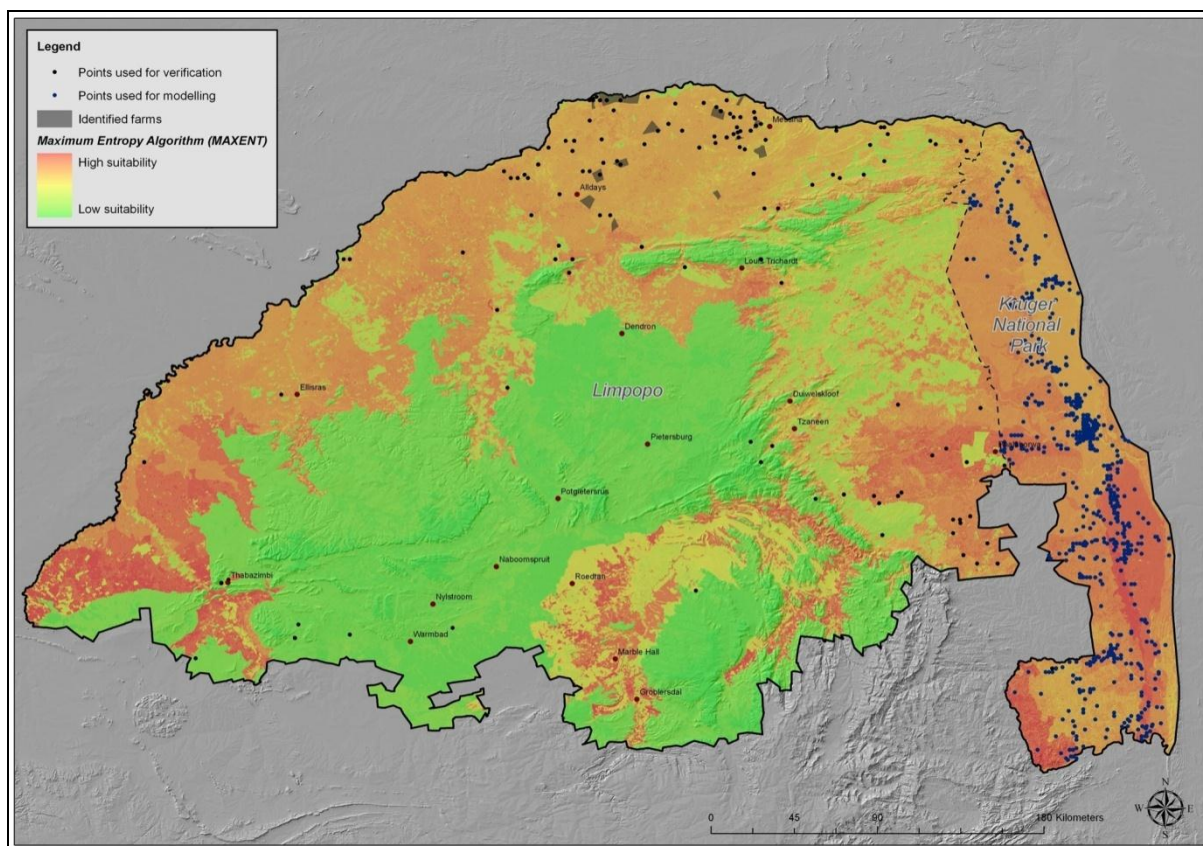 Legend
Points used for verification
Points used for modelling
Identified farms
Maximum Entropy Algorithm (MAXENT)
High suitability
Low suitability
Messina
Alldays
Louis Trichardt
Kruger
National
Park
Dendron
Limpopo
Ellisras
Duiwelskloof
Tzaneen
Pietersburg
Potgietersrus
Naboomspruit
Thabazimbi
Roedtan
Nylstroom
Warmbad
Marble Hall
Groblersdal
N
W
E
S
0
45
90
180 Kilometers